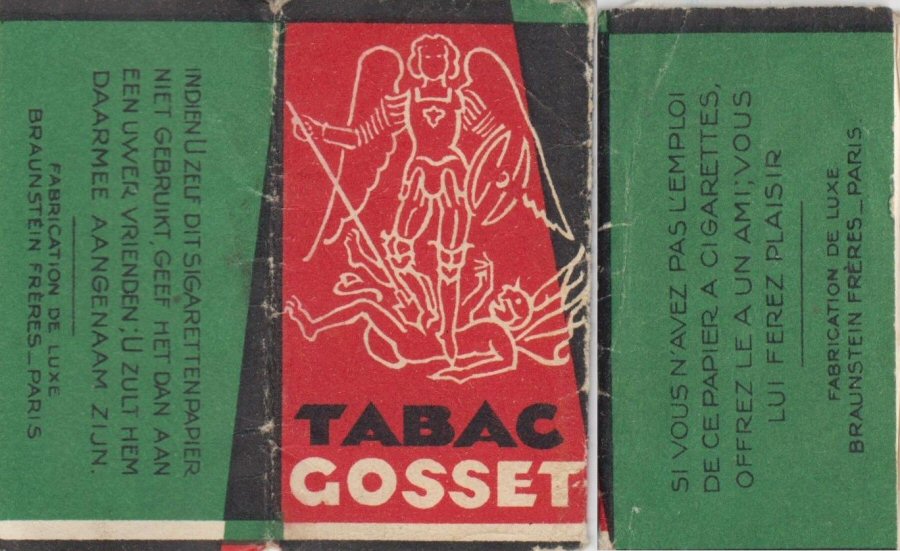 INDIEN U ZELF DIT SIGARETTENPAPIER
NIET GEBRUIKT, GEEF HET DAN AAN
EEN UWER VRIENDEN; U ZULT HEM
DAARMEE AANGENAAM ZIJN.
FABRICATION DE LUXE
BRAUNSTEIN FRÈRES_PARIS
TABAC
GOSSET
SI VOUS N'AVEZ PAS L'EMPLOI
DE CE PAPIER A CIGARETTES,
OFFREZ LE A UN AMI; VOUS
LUI FEREZ PLAISIR
FABRICATION DE LUXE
BRAUNSTEIN FRÈRES_PARIS.